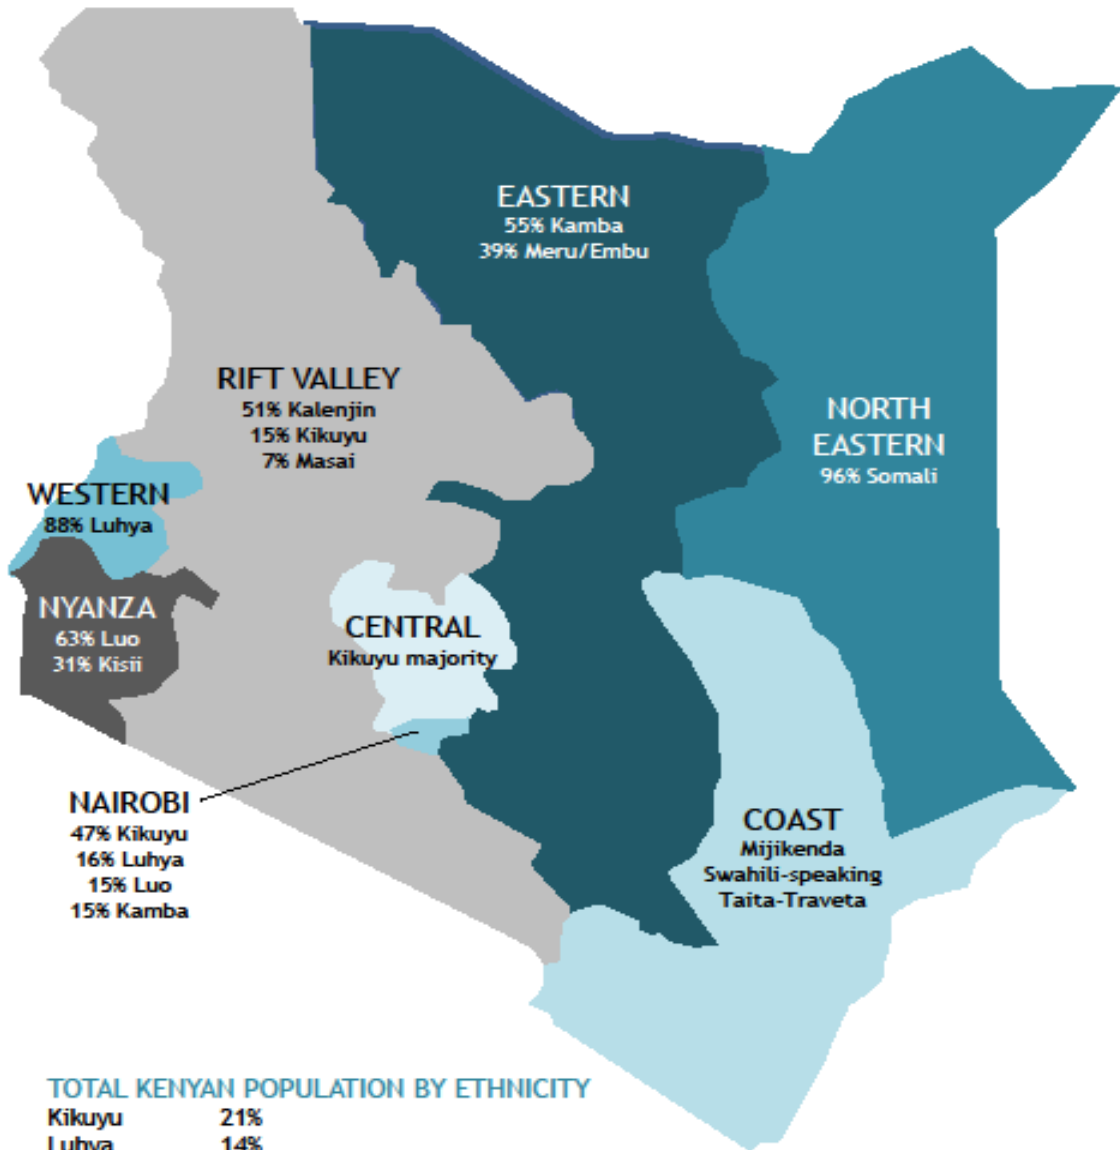 EASTERN
55% Kamba
39% Meru/Embu
RIFT VALLEY
51% Kalenjin
15% Kikuyu
7% Masai
NORTH
EASTERN
96% Somali
WESTERN
88% Luhya
NYANZA
63% Luo
31% Kisii
CENTRAL
Kikuyu majority
NAIROBI
47% Kikuyu
16% Luhya
15% Luo
15% Kamba
COAST
Mijikenda
Swahili-speaking
Taita-Traveta
TOTAL KENYAN POPULATION BY ETHNICITY
Kikuyu 21%
Luhya 14%